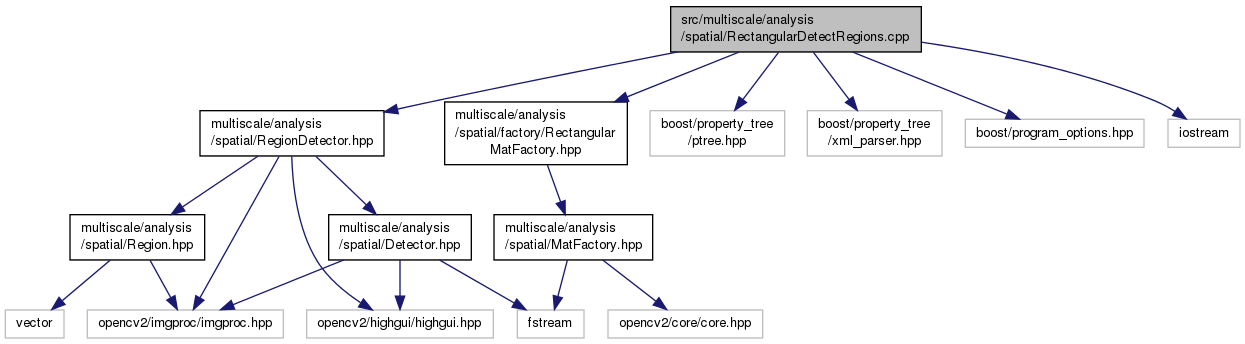 src/multiscale/analysis
/spatial/RectangularDetectRegions.cpp
multiscale/analysis
/spatial/RegionDetector.hpp
multiscale/analysis
/spatial/factory/Rectangular
MatFactory.hpp
boost/property_tree
/ptree.hpp
boost/property_tree
/xml_parser.hpp
boost/program_options.hpp
iostream
multiscale/analysis
/spatial/Region.hpp
multiscale/analysis
/spatial/Detector.hpp
multiscale/analysis
/spatial/MatFactory.hpp
vector
opencv2/imgproc/imgproc.hpp
opencv2/highgui/highgui.hpp
fstream
opencv2/core/core.hpp